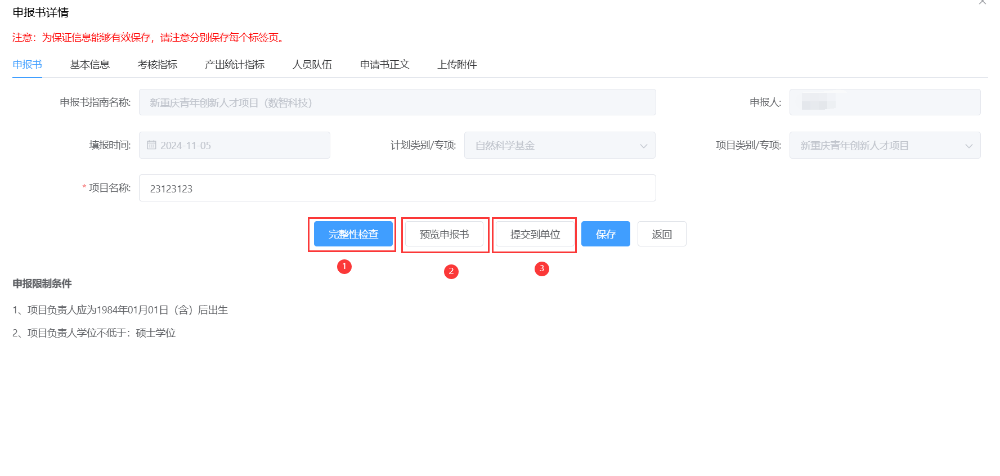 申报书详情
注意：为保证信息能够有效保存，请注意分别保存每个标签页。
申报书 基本信息 考核指标 产出统计指标 人员队伍 申请书正文 上传附件
申报书指南名称: 新重庆青年创新人才项目（数智科技） 申报人:
填报时间: 2024-11-05 计划类别/专项: 自然科学基金 项目类别/专项: 新重庆青年创新人才项目
* 项目名称: 23123123
完整性检查 预览申报书 提交到单位 保存 返回
1 2 3
申报限制条件
1、项目负责人应为1984年01月01日（含）后出生
2、项目负责人学位不低于：硕士学位